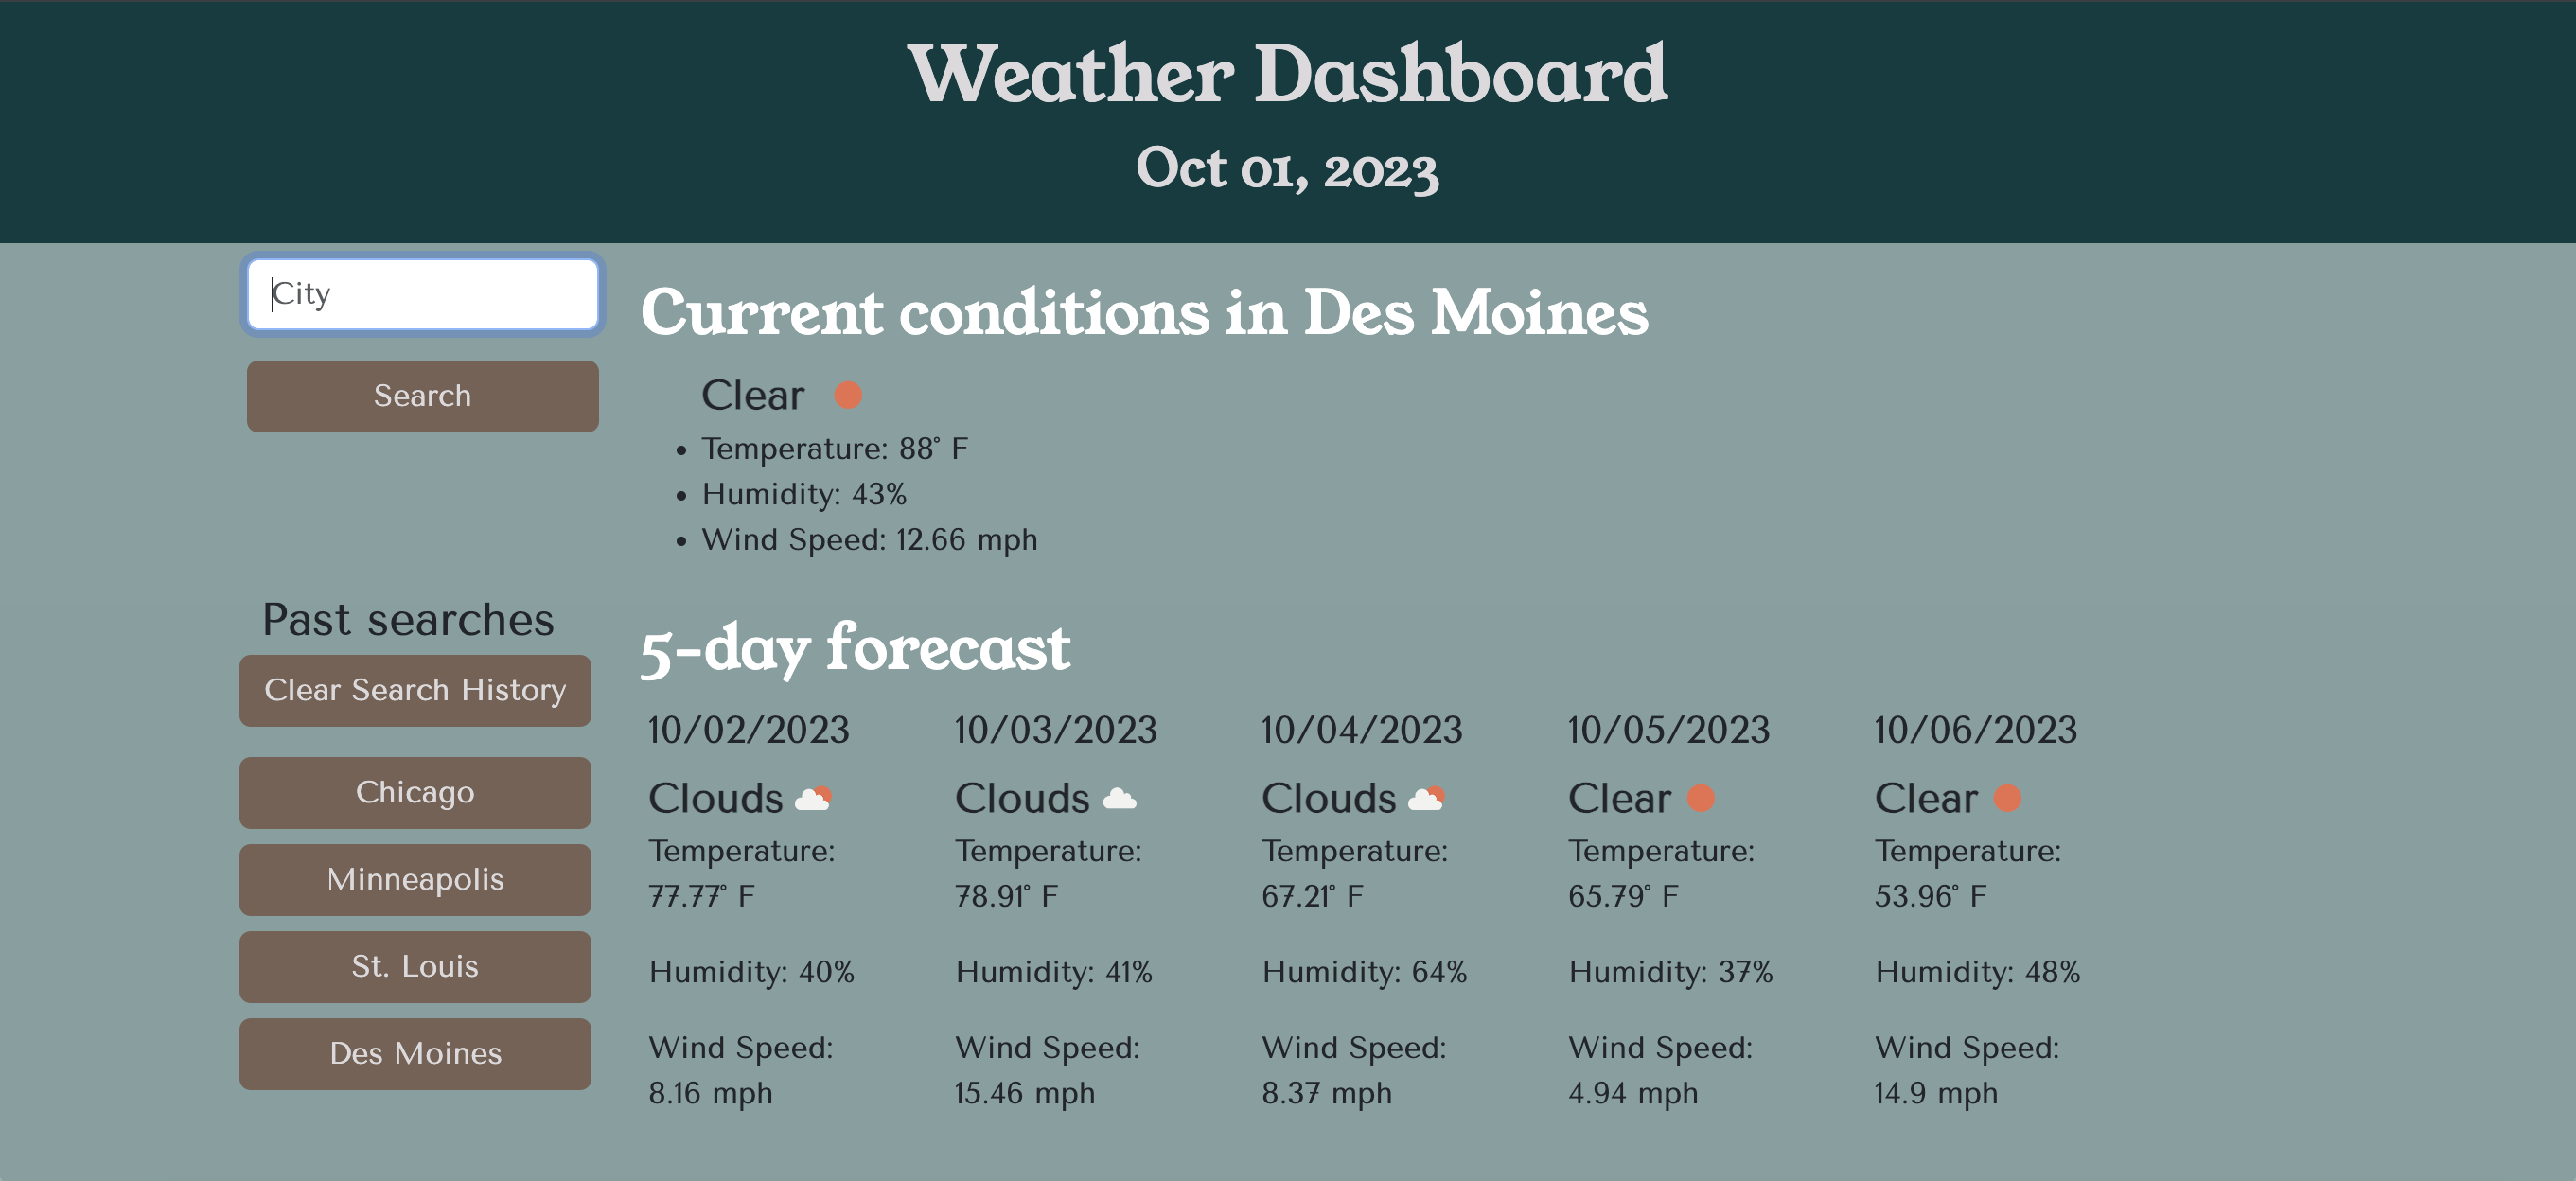 Weather Dashboard
Oct 01, 2023
City
Search
Past searches
Clear Search History
Chicago
Minneapolis
St. Louis
Des Moines
Current conditions in Des Moines
Clear
• Temperature: 88° F
• Humidity: 43%
• Wind Speed: 12.66 mph
5-day forecast
10/02/2023
Clouds
Temperature:
77.77° F
Humidity: 40%
Wind Speed:
8.16 mph
10/03/2023
Clouds
Temperature:
78.91° F
Humidity: 41%
Wind Speed:
15.46 mph
10/04/2023
Clouds
Temperature:
67.21° F
Humidity: 64%
Wind Speed:
8.37 mph
10/05/2023
Clear
Temperature:
65.79° F
Humidity: 37%
Wind Speed:
4.94 mph
10/06/2023
Clear
Temperature:
53.96° F
Humidity: 48%
Wind Speed:
14.9 mph